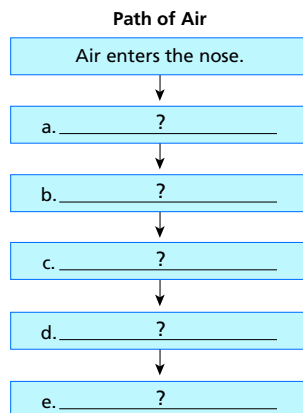 Path of Air
Air enters the nose.
a. ?
b. ?
c. ?
d. ?
e. ?